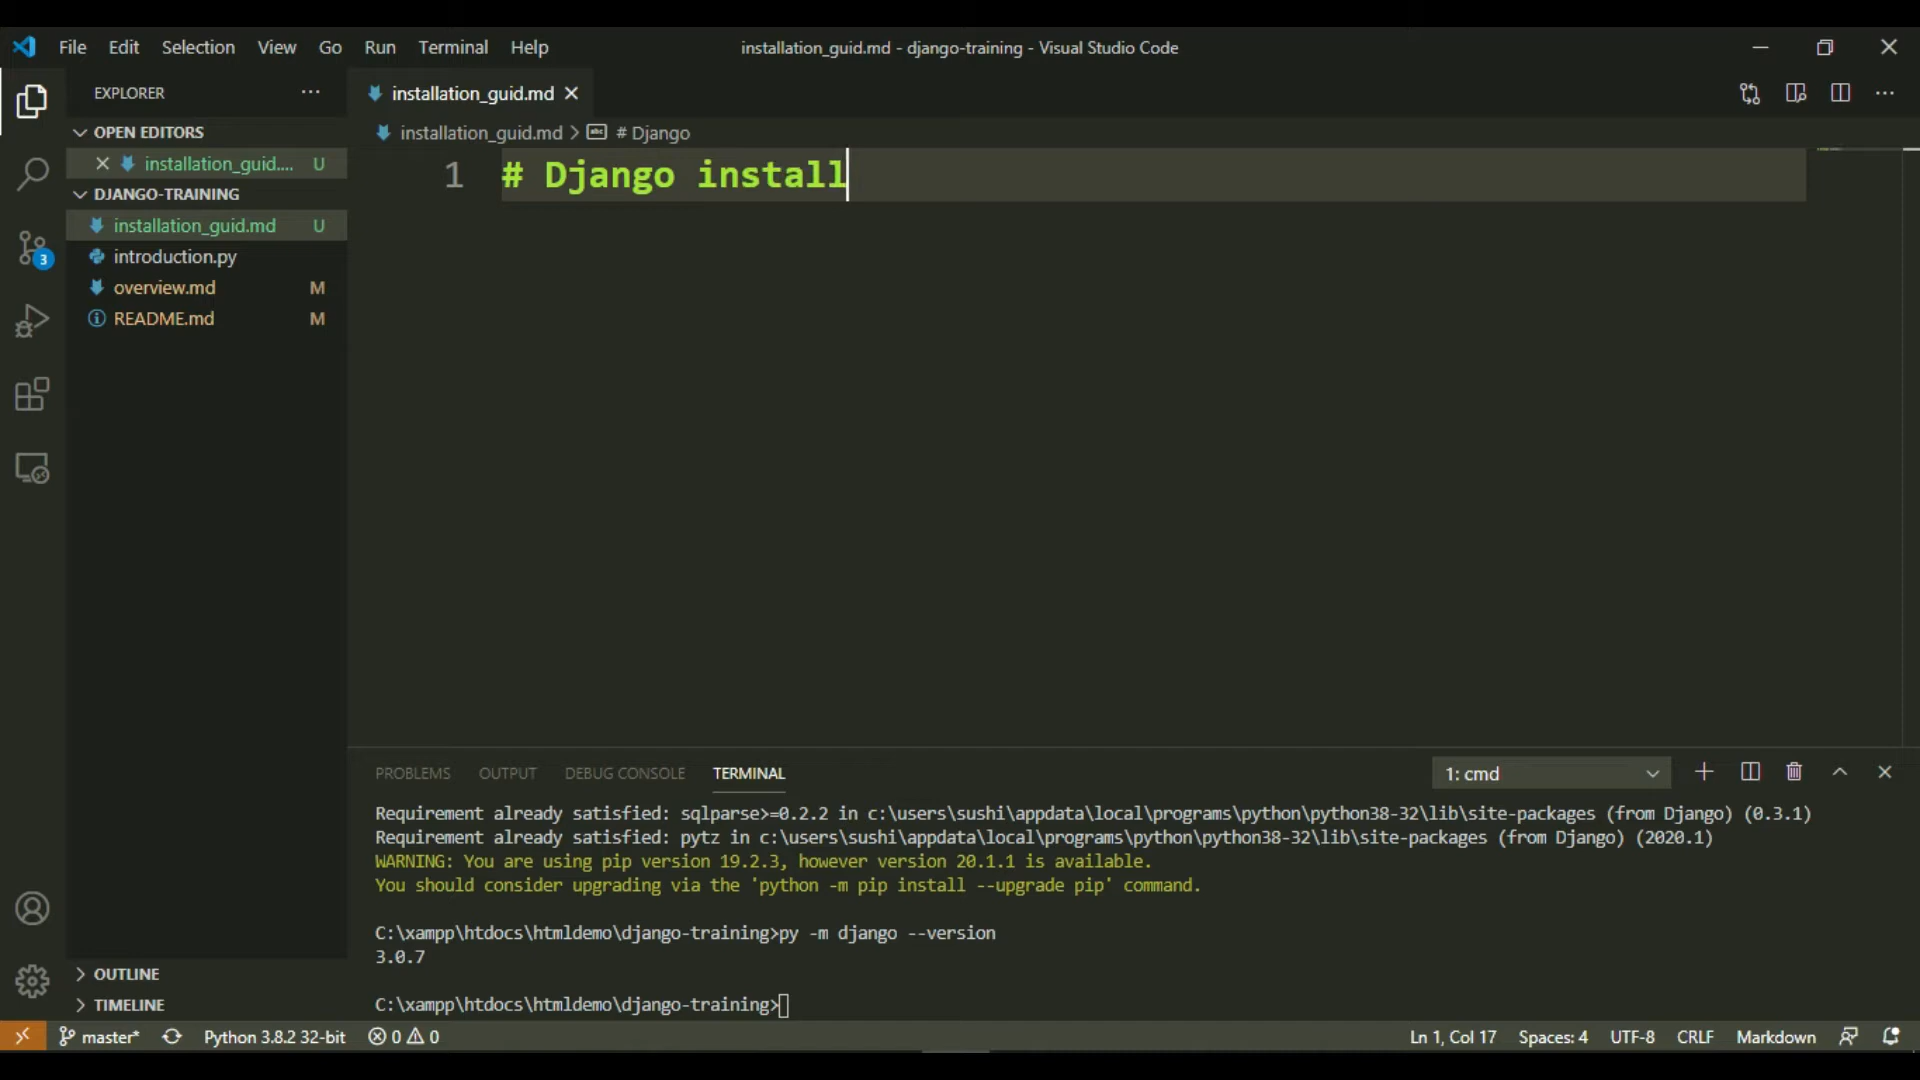 File Edit Selection View Go Run Terminal Help
installation_guid.md - django-training - Visual Studio Code
EXPLORER
installation_guid.md
OPEN EDITORS
installation_guid.md > # Django
installation_guid.... U
1 # Django install
DJANGO-TRAINING
installation_guid.md U
introduction.py
overview.md M
README.md M
3
PROBLEMS OUTPUT DEBUG CONSOLE TERMINAL
1: cmd
Requirement already satisfied: sqlparse>=0.2.2 in c:\users\sushi\appdata\local\programs\python\python38-32\lib\site-packages (from Django) (0.3.1)
Requirement already satisfied: pytz in c:\users\sushi\appdata\local\programs\python\python38-32\lib\site-packages (from Django) (2020.1)
WARNING: You are using pip version 19.2.3, however version 20.1.1 is available.
You should consider upgrading via the 'python -m pip install --upgrade pip' command.
C:\xampp\htdocs\htmldemo\django-training>py -m django --version
3.0.7
C:\xampp\htdocs\htmldemo\django-training>
OUTLINE
TIMELINE
master* Python 3.8.2 32-bit 0 0
Ln 1, Col 17 Spaces: 4 UTF-8 CRLF Markdown